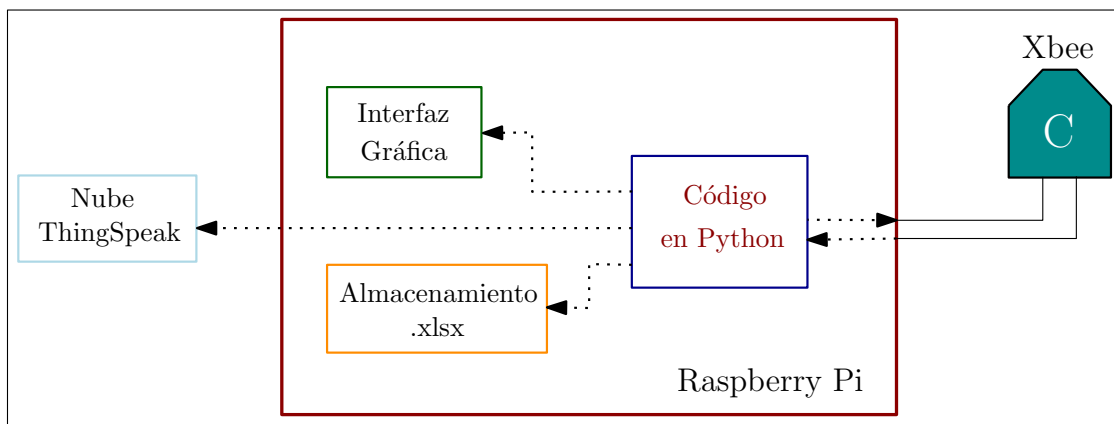 Xbee
C
Interfaz
Gráfica
Nube
ThingSpeak
Código
en Python
Almacenamiento
.xlsx
Raspberry Pi